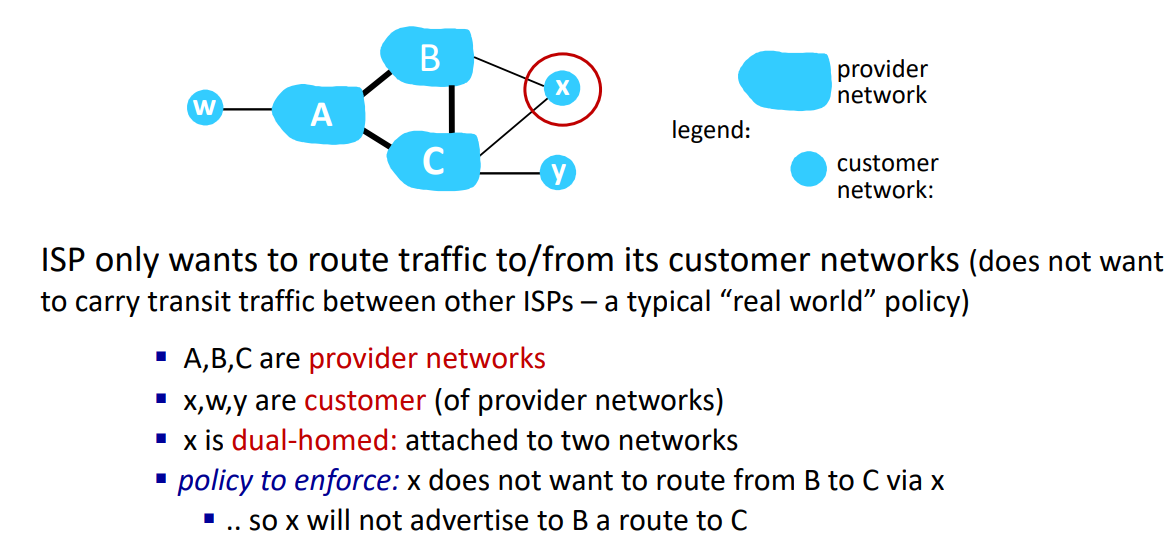 B
x
w
A
C
y
provider
network
legend:
customer
network:
ISP only wants to route traffic to/from its customer networks (does not want
to carry transit traffic between other ISPs – a typical “real world” policy)
▪ A,B,C are provider networks
▪ x,w,y are customer (of provider networks)
▪ x is dual-homed: attached to two networks
▪ policy to enforce: x does not want to route from B to C via x
▪ .. so x will not advertise to B a route to C